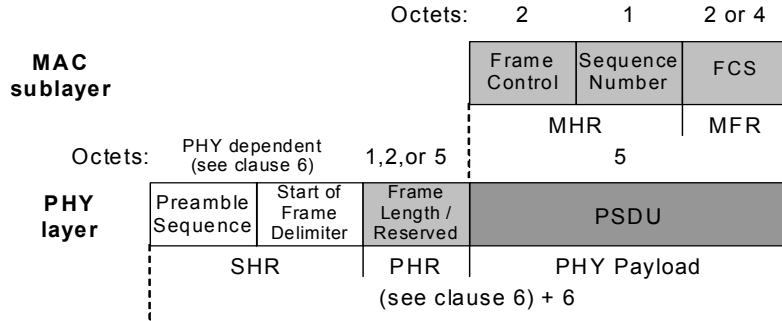 Octets: 2 1 2 or 4
MAC sublayer
Frame Control
Sequence Number
FCS
MHR MFR
Octets: PHY dependent (see clause 6) 1,2,or 5 5
PHY layer
Preamble Sequence
Start of Frame Delimiter
Frame Length / Reserved
PSDU
SHR PHR PHY Payload
(see clause 6) + 6